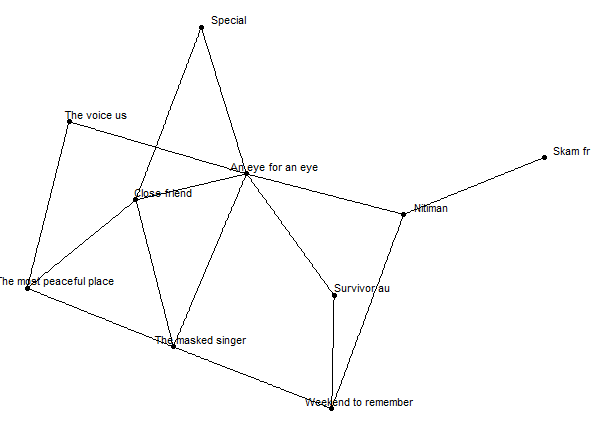 Special
The voice us
An eye for an eye
Skam fr
Close friend
Nitiman
The most peaceful place
Survivor au
The masked singer
Weekend to remember